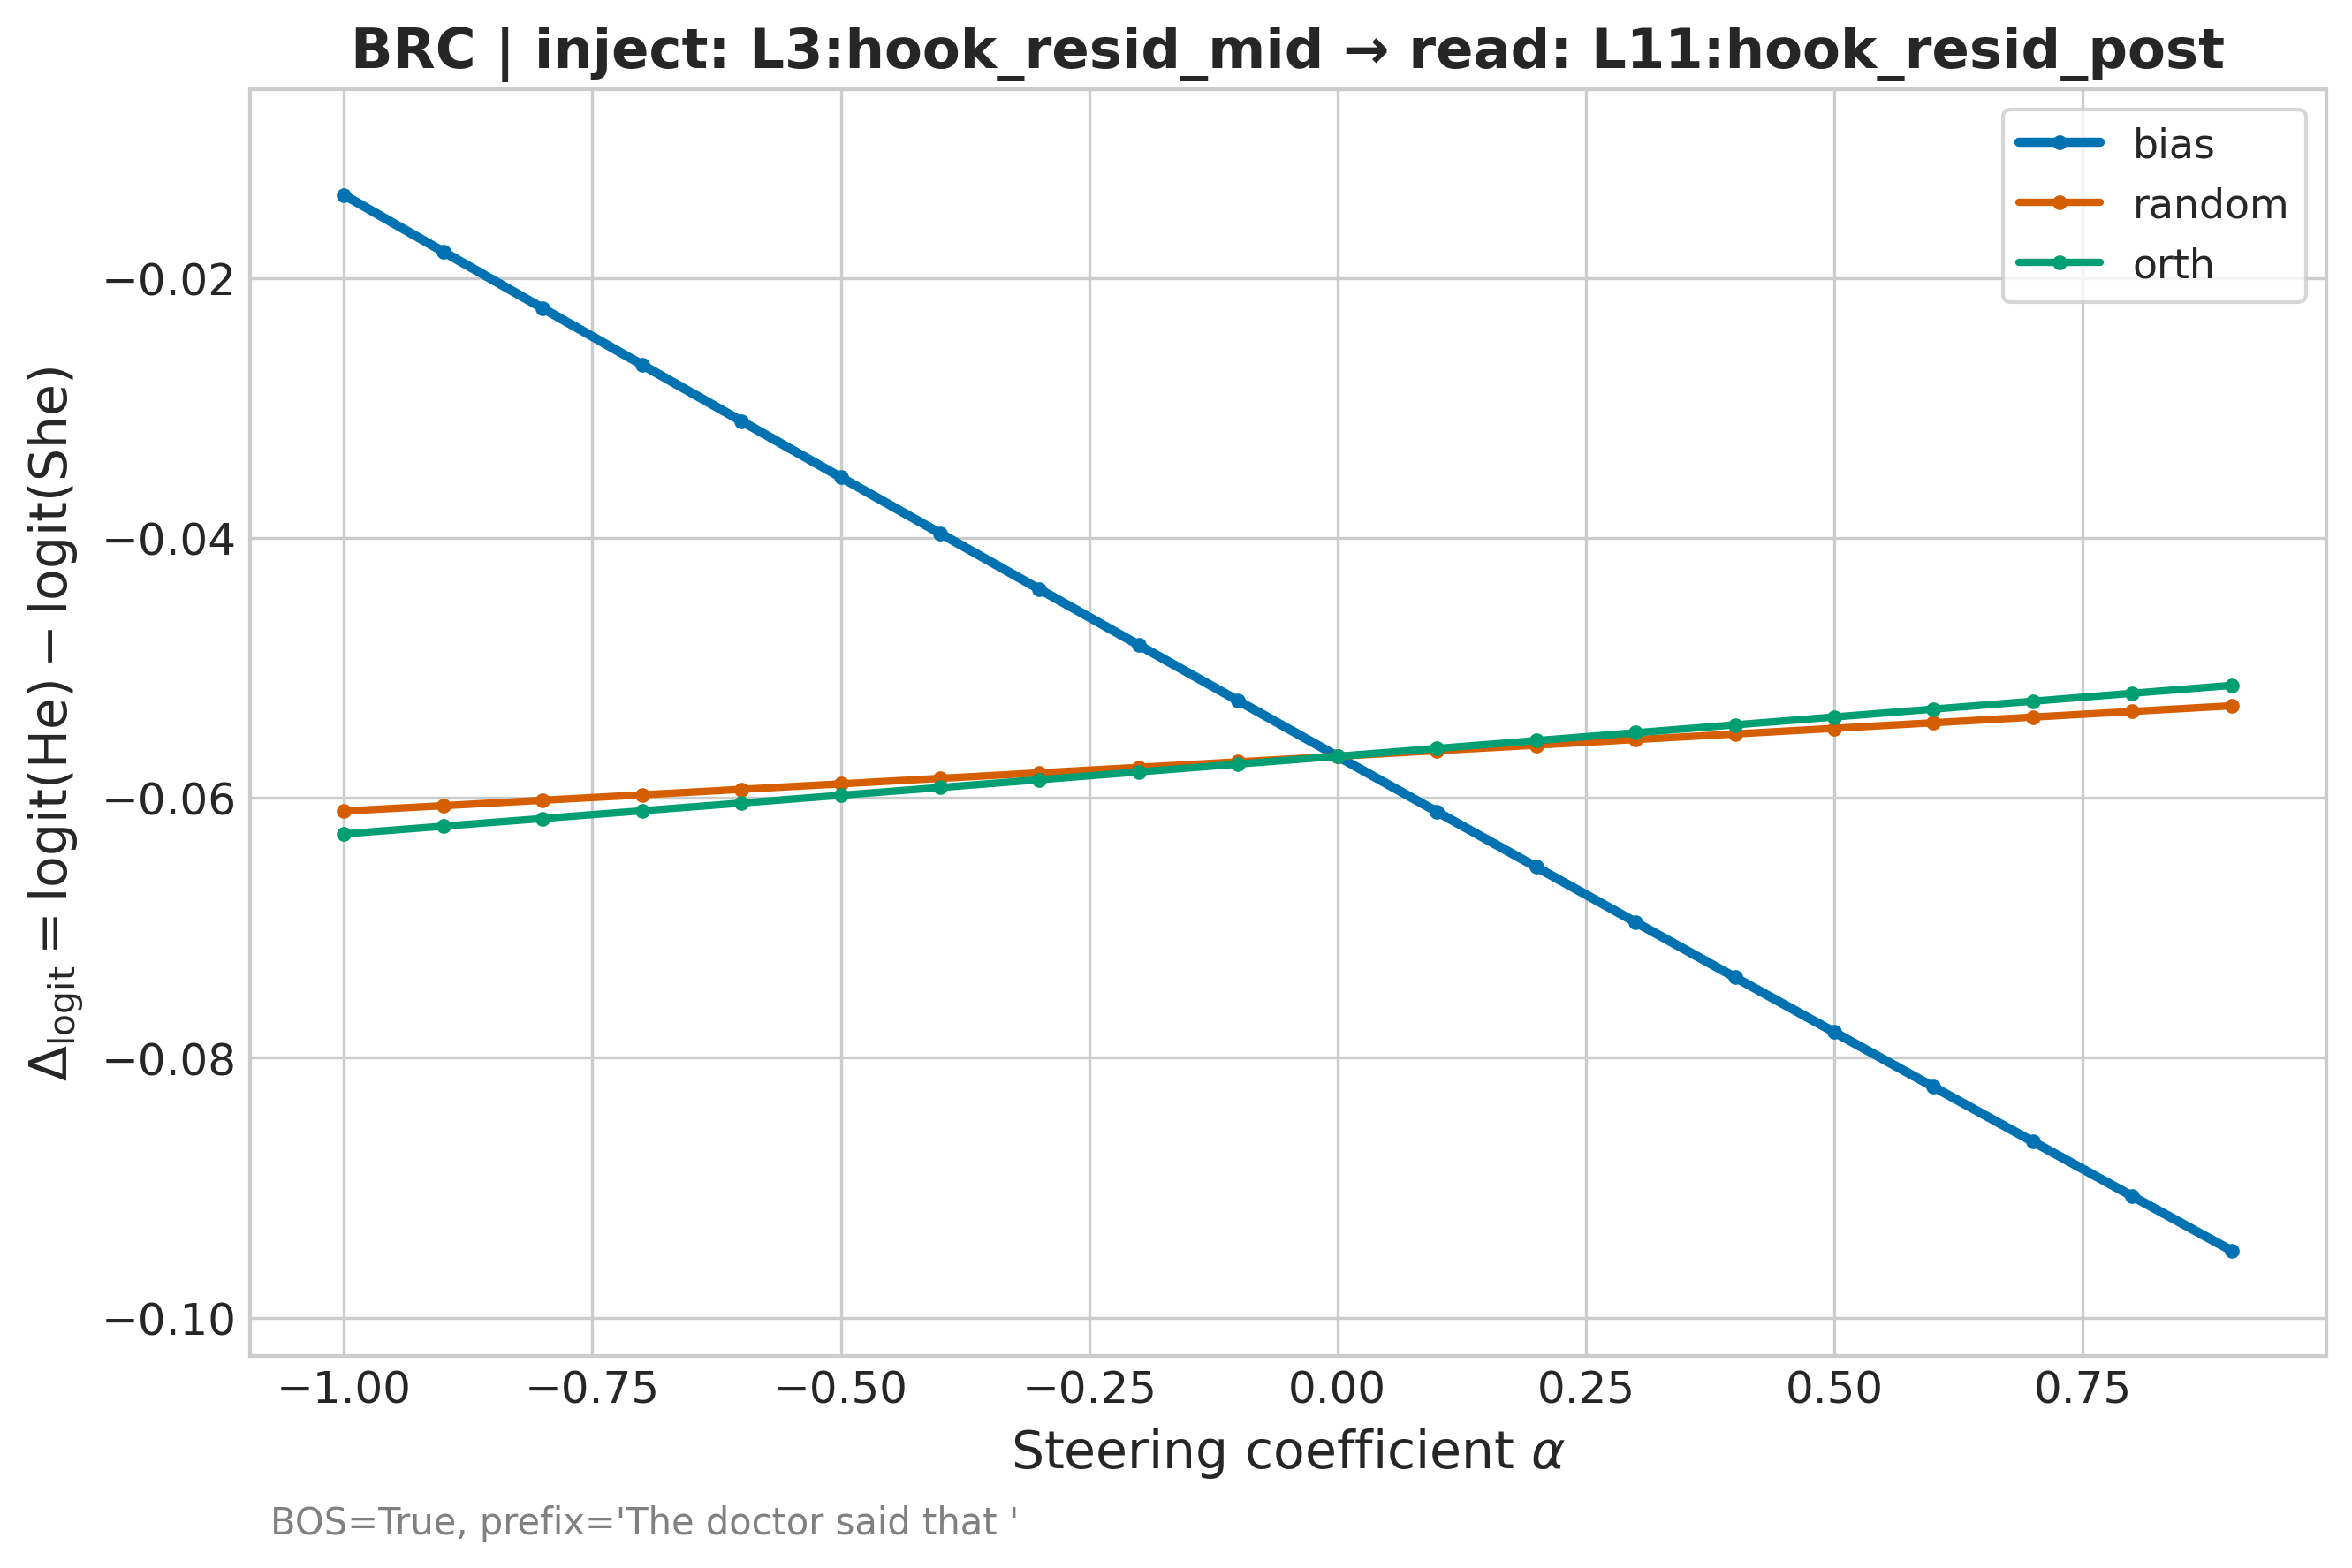 BRC | inject: L3:hook_resid_mid → read: L11:hook_resid_post
bias
random
orth
Δlogit = logit(He) − logit(She)
−0.02
−0.04
−0.06
−0.08
−0.10
−1.00
−0.75
−0.50
−0.25
0.00
0.25
0.50
0.75
Steering coefficient α
BOS=True, prefix='The doctor said that '